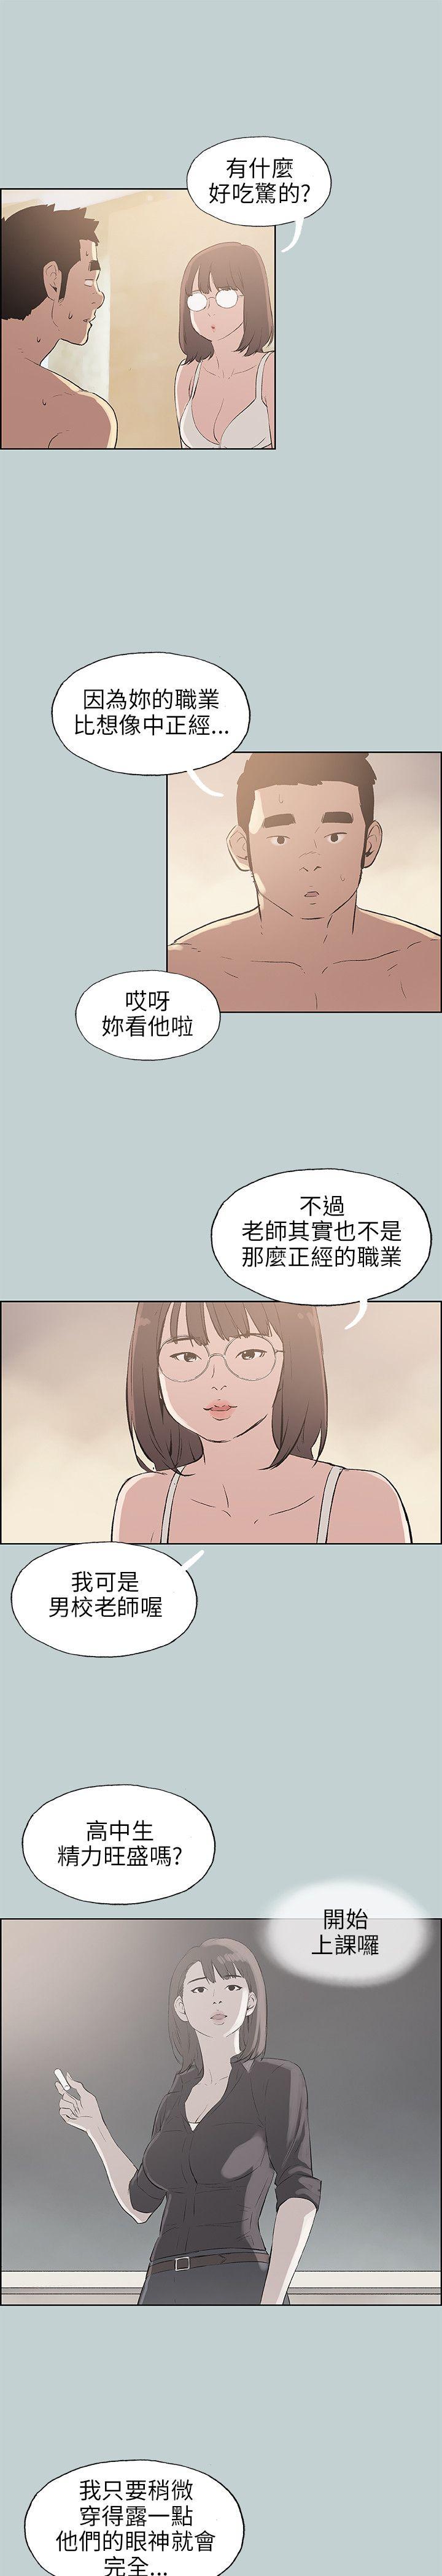 有什麼
好吃驚的?
因為妳的職業
比想像中正經...
哎呀
妳看他啦
不過
老師其實也不是
那麼正經的職業
我可是
男校老師喔
高中生
精力旺盛嗎?
開始
上課囉
我只要稍微
穿得露一點
他們的眼神就會
完全...